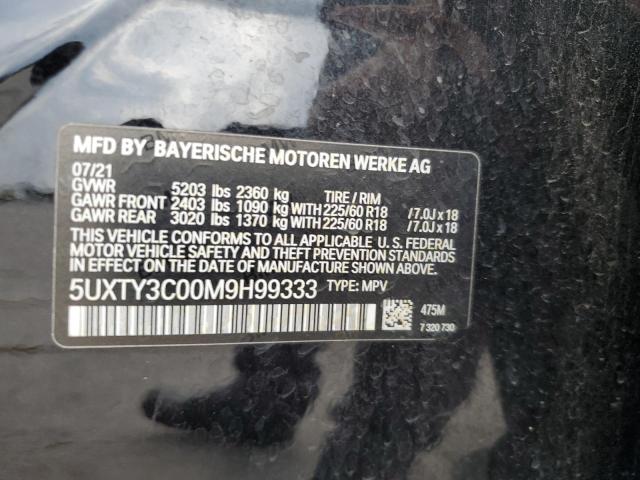 MFD BY BAYERISCHE MOTOREN WERKE AG
07/21
GVWR 5203 lbs 2360 kg TIRE / RIM
GAWR FRONT 2403 lbs 1090 kg WITH 225/60 R18 /7.0J x 18
GAWR REAR 3020 lbs 1370 kg WITH 225/60 R18 /7.0J x 18
THIS VEHICLE CONFORMS TO ALL APPLICABLE U. S. FEDERAL
MOTOR VEHICLE SAFETY AND THEFT PREVENTION STANDARDS
IN EFFECT ON THE DATE OF MANUFACTURE SHOWN ABOVE.
5UXTY3C00M9H99333 TYPE: MPV
475M
7 320 730